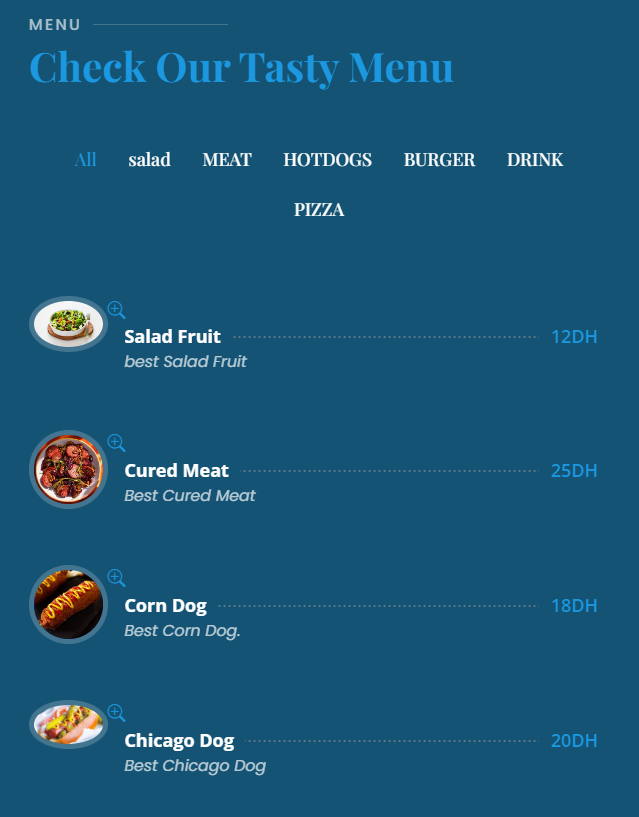 MENU
Check Our Tasty Menu
All salad MEAT HOTDOGS BURGER DRINK
PIZZA
Salad Fruit 12DH
best Salad Fruit
Cured Meat 25DH
Best Cured Meat
Corn Dog 18DH
Best Corn Dog.
Chicago Dog 20DH
Best Chicago Dog